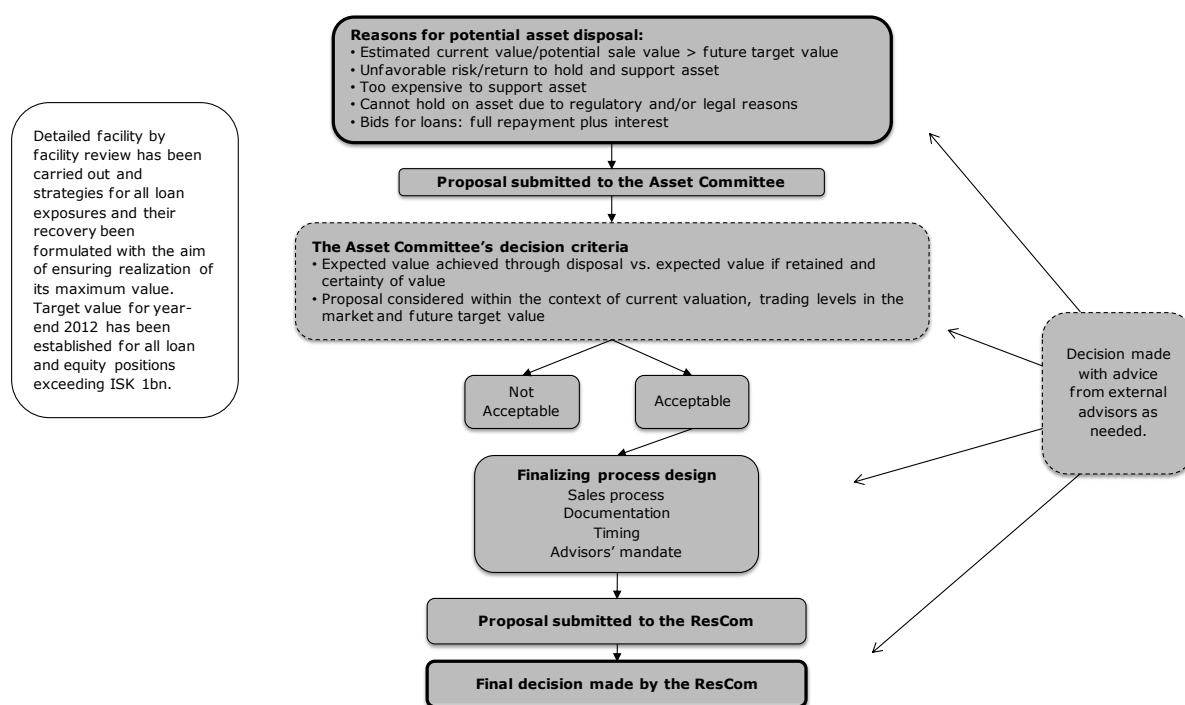 Reasons for potential asset disposal:
• Estimated current value/potential sale value > future target value
• Unfavorable risk/return to hold and support asset
• Too expensive to support asset
• Cannot hold on asset due to regulatory and/or legal reasons
• Bids for loans: full repayment plus interest
Detailed facility by
facility review has been
carried out and
strategies for all loan
exposures and their
recovery been
formulated with the aim
of ensuring realization of
its maximum value.
Target value for year-
end 2012 has been
established for all loan
and equity positions
exceeding ISK 1bn.
Proposal submitted to the Asset Committee
The Asset Committee's decision criteria
• Expected value achieved through disposal vs. expected value if retained and
certainty of value
• Proposal considered within the context of current valuation, trading levels in the
market and future target value
Decision made
with advice
from external
advisors as
needed.
Not
Acceptable
Acceptable
Finalizing process design
Sales process
Documentation
Timing
Advisors' mandate
Proposal submitted to the ResCom
Final decision made by the ResCom